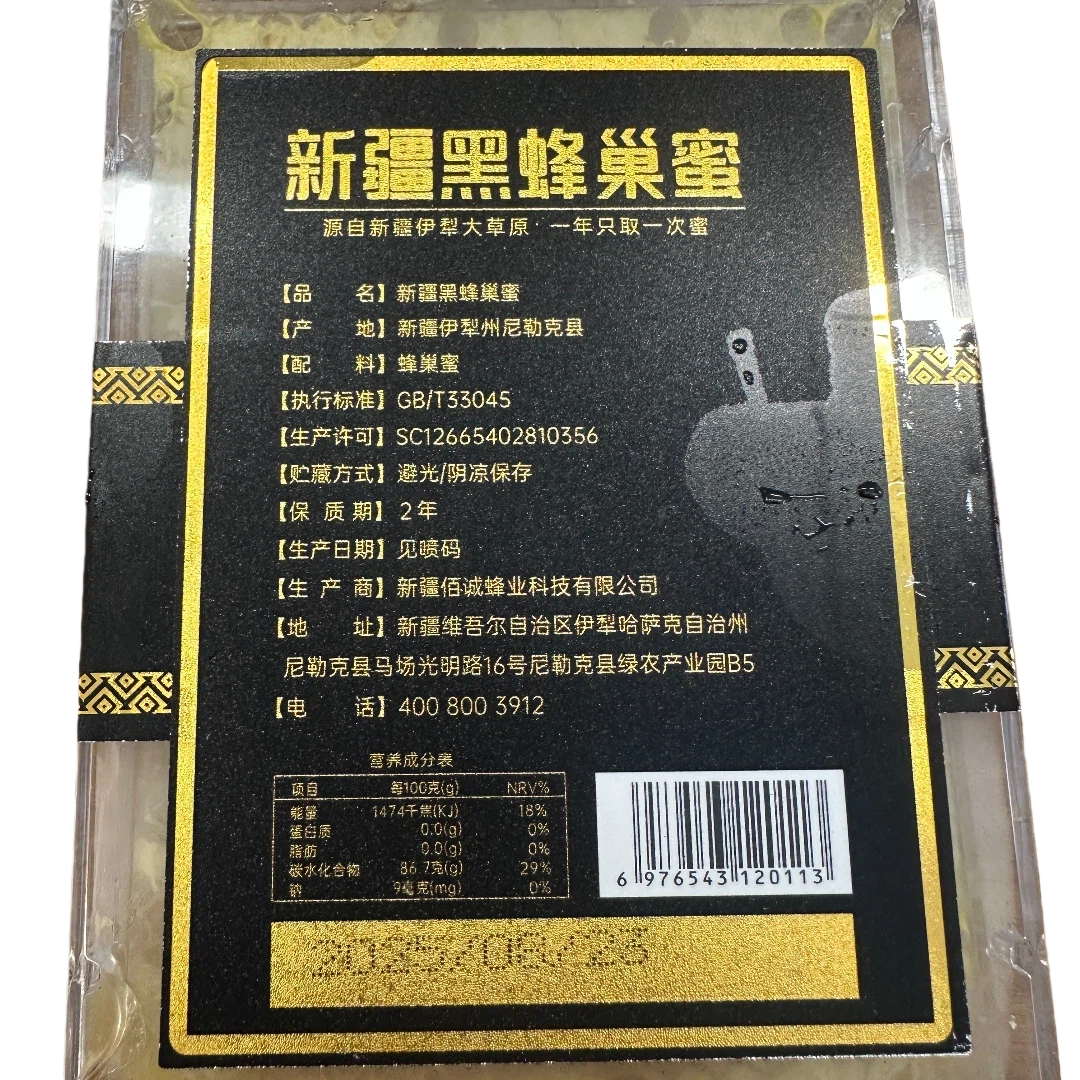 新疆黑蜂巢蜜
源自新疆伊犁大草原·一年只取一次蜜
【品 名】新疆黑蜂巢蜜
【产 地】新疆伊犁州尼勒克县
【配 料】蜂巢蜜
【执行标准】GB/T33045
【生产许可】SC12665402810356
【贮藏方式】避光/阴凉保存
【保 质 期】2年
【生产日期】见喷码
【生 产 商】新疆佰诚蜂业科技有限公司
【地 址】新疆维吾尔自治区伊犁哈萨克自治州
尼勒克县马场光明路16号尼勒克县绿农产业园B5
【电 话】400 800 3912
营养成分表
项目 每100克(g) NRV%
能量 1474千焦(KJ) 18%
蛋白质 0.0(g) 0%
脂肪 0.0(g) 0%
碳水化合物 86.7克(g) 29%
钠 9毫克(mg) 0%
6 976543 120113
2025/08/23